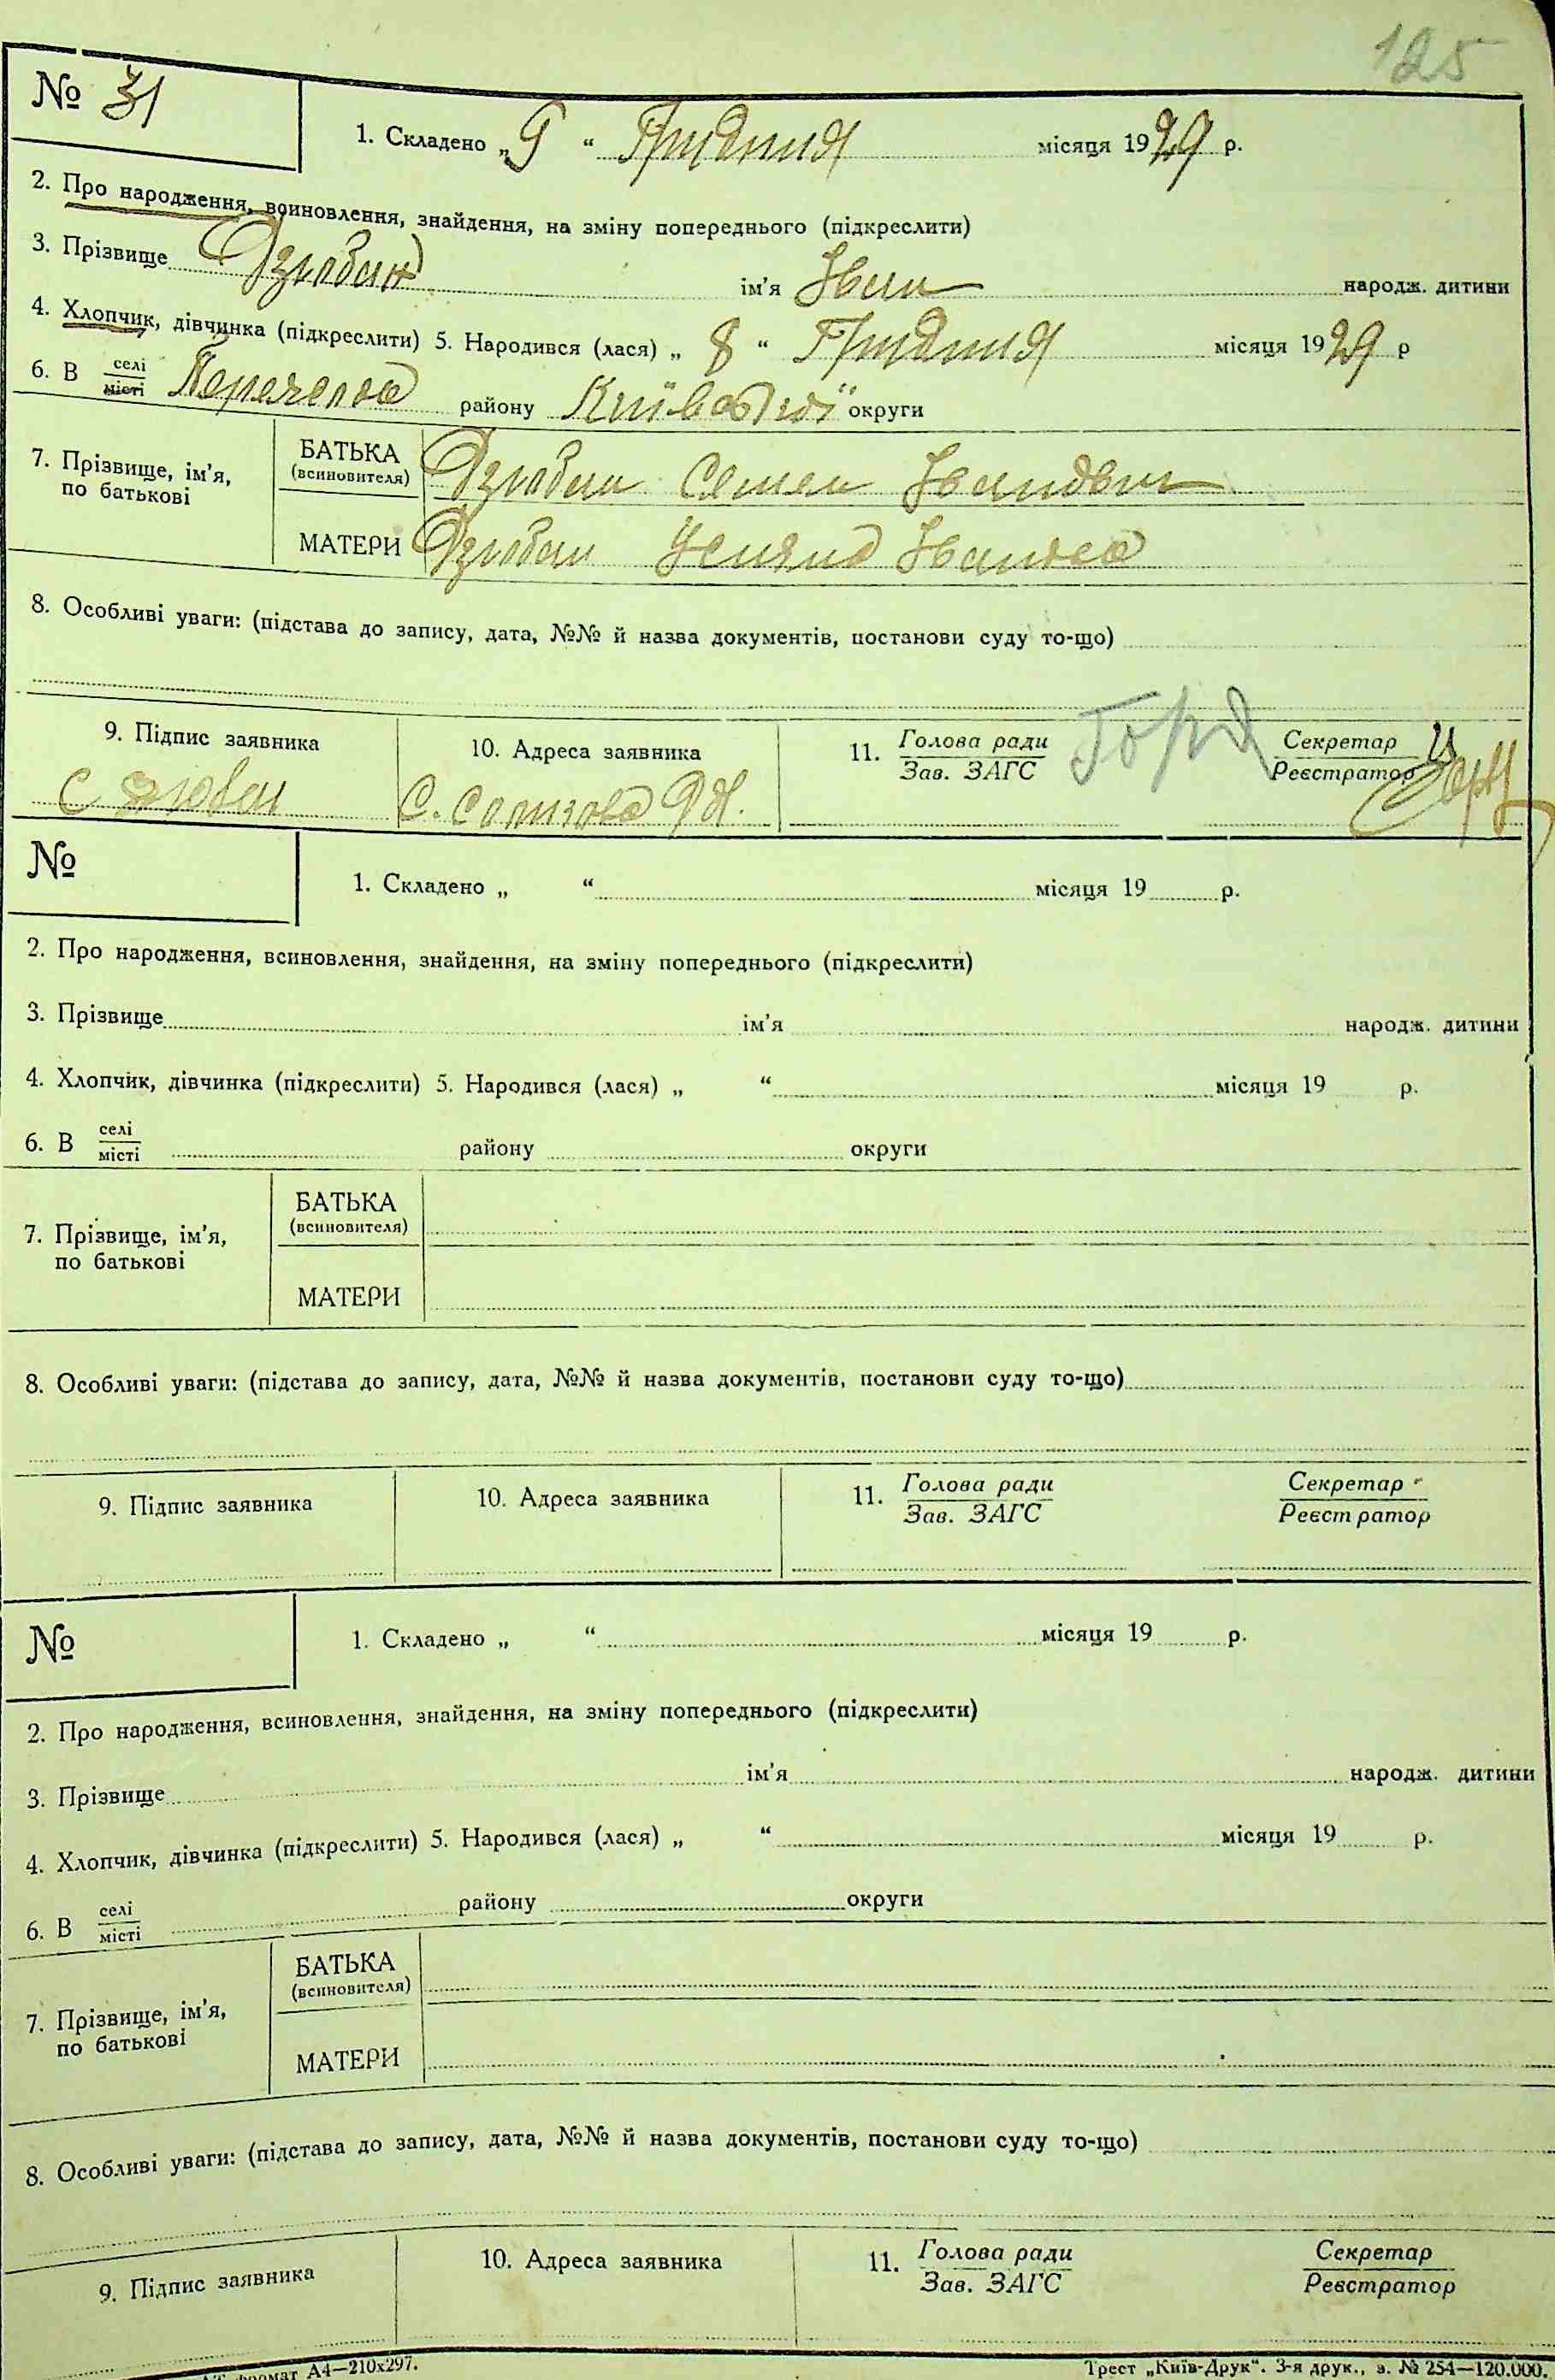 125
№ 31
1. Складено „9“ Грудня місяця 1929 р.
2. Про народження, всиновлення, знайдення, на зміну попереднього (підкреслити)
3. Прізвище Дзюбан ім'я Іван народж. дитини
4. Хлопчик, дівчинка (підкреслити) 5. Народився (лася) „ 8 “ Грудня місяця 1929 р
6. В селі місті району Київської округи
7. Прізвище, ім'я, по батькові
БАТЬКА (всиновителя) Дзюбан Семен Іванович
МАТЕРИ Дзюбан
8. Особливі уваги: (підстава до запису, дата, №№ й назва документів, постанови суду то-що)
9. Підпис заявника
10. Адреса заявника
11. Голова ради Зав. ЗАГС
Секретар Реєстратор
С Дзюбан
С.
№
1. Складено „ “ місяця 19 р.
2. Про народження, всиновлення, знайдення, на зміну попереднього (підкреслити)
3. Прізвище ім'я народж. дитини
4. Хлопчик, дівчинка (підкреслити) 5. Народився (лася) „ “ місяця 19 р.
6. В селі місті району округи
7. Прізвище, ім'я, по батькові
БАТЬКА (всиновителя)
МАТЕРИ
8. Особливі уваги: (підстава до запису, дата, №№ й назва документів, постанови суду то-що)
9. Підпис заявника
10. Адреса заявника
11. Голова ради Зав. ЗАГС
Секретар Реєстратор
№
1. Складено „ “ місяця 19 р.
2. Про народження, всиновлення, знайдення, на зміну попереднього (підкреслити)
3. Прізвище ім'я народж. дитини
4. Хлопчик, дівчинка (підкреслити) 5. Народився (лася) „ “ місяця 19 р.
6. В селі місті району округи
7. Прізвище, ім'я, по батькові
БАТЬКА (всиновителя)
МАТЕРИ
8. Особливі уваги: (підстава до запису, дата, №№ й назва документів, постанови суду то-що)
9. Підпис заявника
10. Адреса заявника
11. Голова ради Зав. ЗАГС
Секретар Реєстратор
формат А4—210х297.
Трест „Київ-Друк“. 3-я друк., з. № 254—120.000.